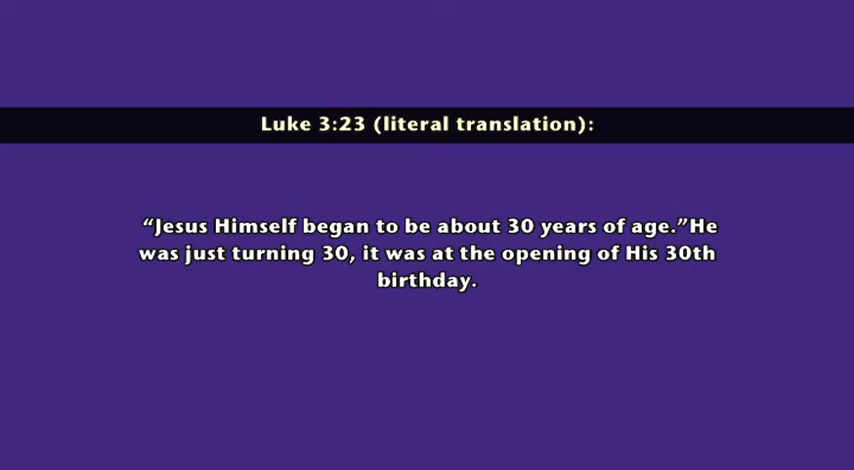 Luke 3:23 (literal translation):
“Jesus Himself began to be about 30 years of age.”He
was just turning 30, it was at the opening of His 30th
birthday.